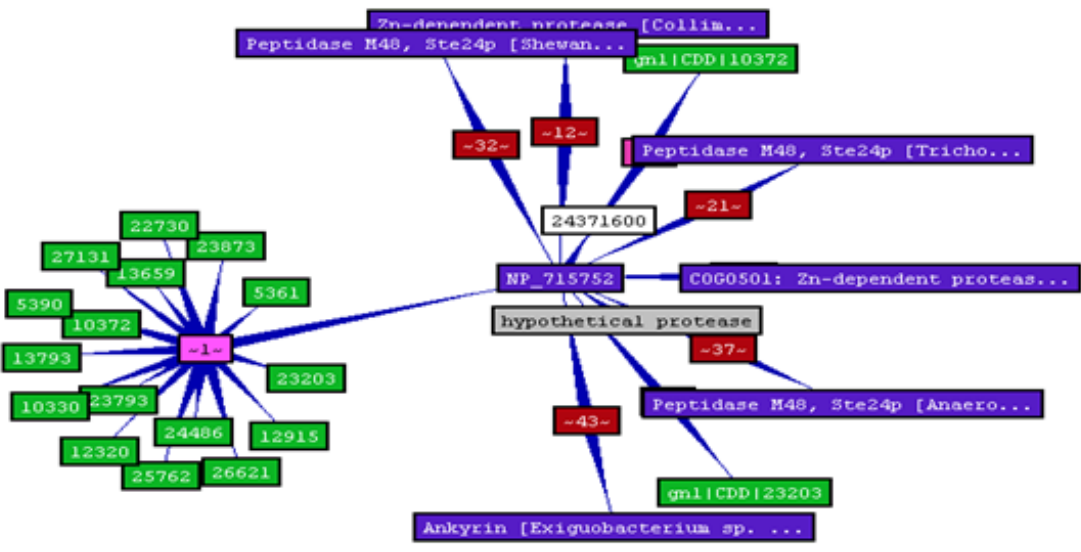 Zn-dependent protease [Collim...
Peptidase M48, Ste24p [Shewan...
gnl|CDD|10372
~32~
~12~
Peptidase M48, Ste24p [Tricho...
~21~
24371600
22730
23873
27131
13659
5361
NP_715752
COG0501: Zn-dependent proteas...
5390
10372
hypothetical protease
~1~
~37~
13793
23203
10330
23793
Peptidase M48, Ste24p [Anaero...
~43~
24486
12915
12320
25762
26621
gnl|CDD|23203
Ankyrin [Exiguobacterium sp. ...